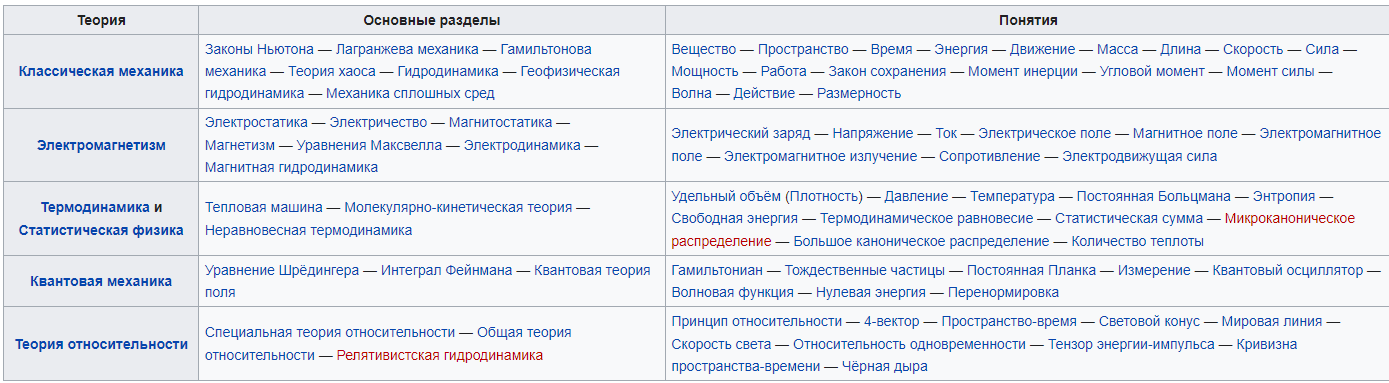 Теория Основные разделы Понятия
Классическая механика
Законы Ньютона — Лагранжева механика — Гамильтонова
механика — Теория хаоса — Гидродинамика — Геофизическая
гидродинамика — Механика сплошных сред
Вещество — Пространство — Время — Энергия — Движение — Масса — Длина — Скорость — Сила —
Мощность — Работа — Закон сохранения — Момент инерции — Угловой момент — Момент силы —
Волна — Действие — Размерность
Электромагнетизм
Электростатика — Электричество — Магнитостатика —
Магнетизм — Уравнения Максвелла — Электродинамика —
Магнитная гидродинамика
Электрический заряд — Напряжение — Ток — Электрическое поле — Магнитное поле — Электромагнитное
поле — Электромагнитное излучение — Сопротивление — Электродвижущая сила
Термодинамика и
Статистическая физика
Тепловая машина — Молекулярно-кинетическая теория —
Неравновесная термодинамика
Удельный объём (Плотность) — Давление — Температура — Постоянная Больцмана — Энтропия —
Свободная энергия — Термодинамическое равновесие — Статистическая сумма — Микроканоническое
распределение — Большое каноническое распределение — Количество теплоты
Квантовая механика
Уравнение Шрёдингера — Интеграл Фейнмана — Квантовая теория
поля
Гамильтониан — Тождественные частицы — Постоянная Планка — Измерение — Квантовый осциллятор —
Волновая функция — Нулевая энергия — Перенормировка
Теория относительности
Специальная теория относительности — Общая теория
относительности — Релятивистская гидродинамика
Принцип относительности — 4-вектор — Пространство-время — Световой конус — Мировая линия —
Скорость света — Относительность одновременности — Тензор энергии-импульса — Кривизна
пространства-времени — Чёрная дыра